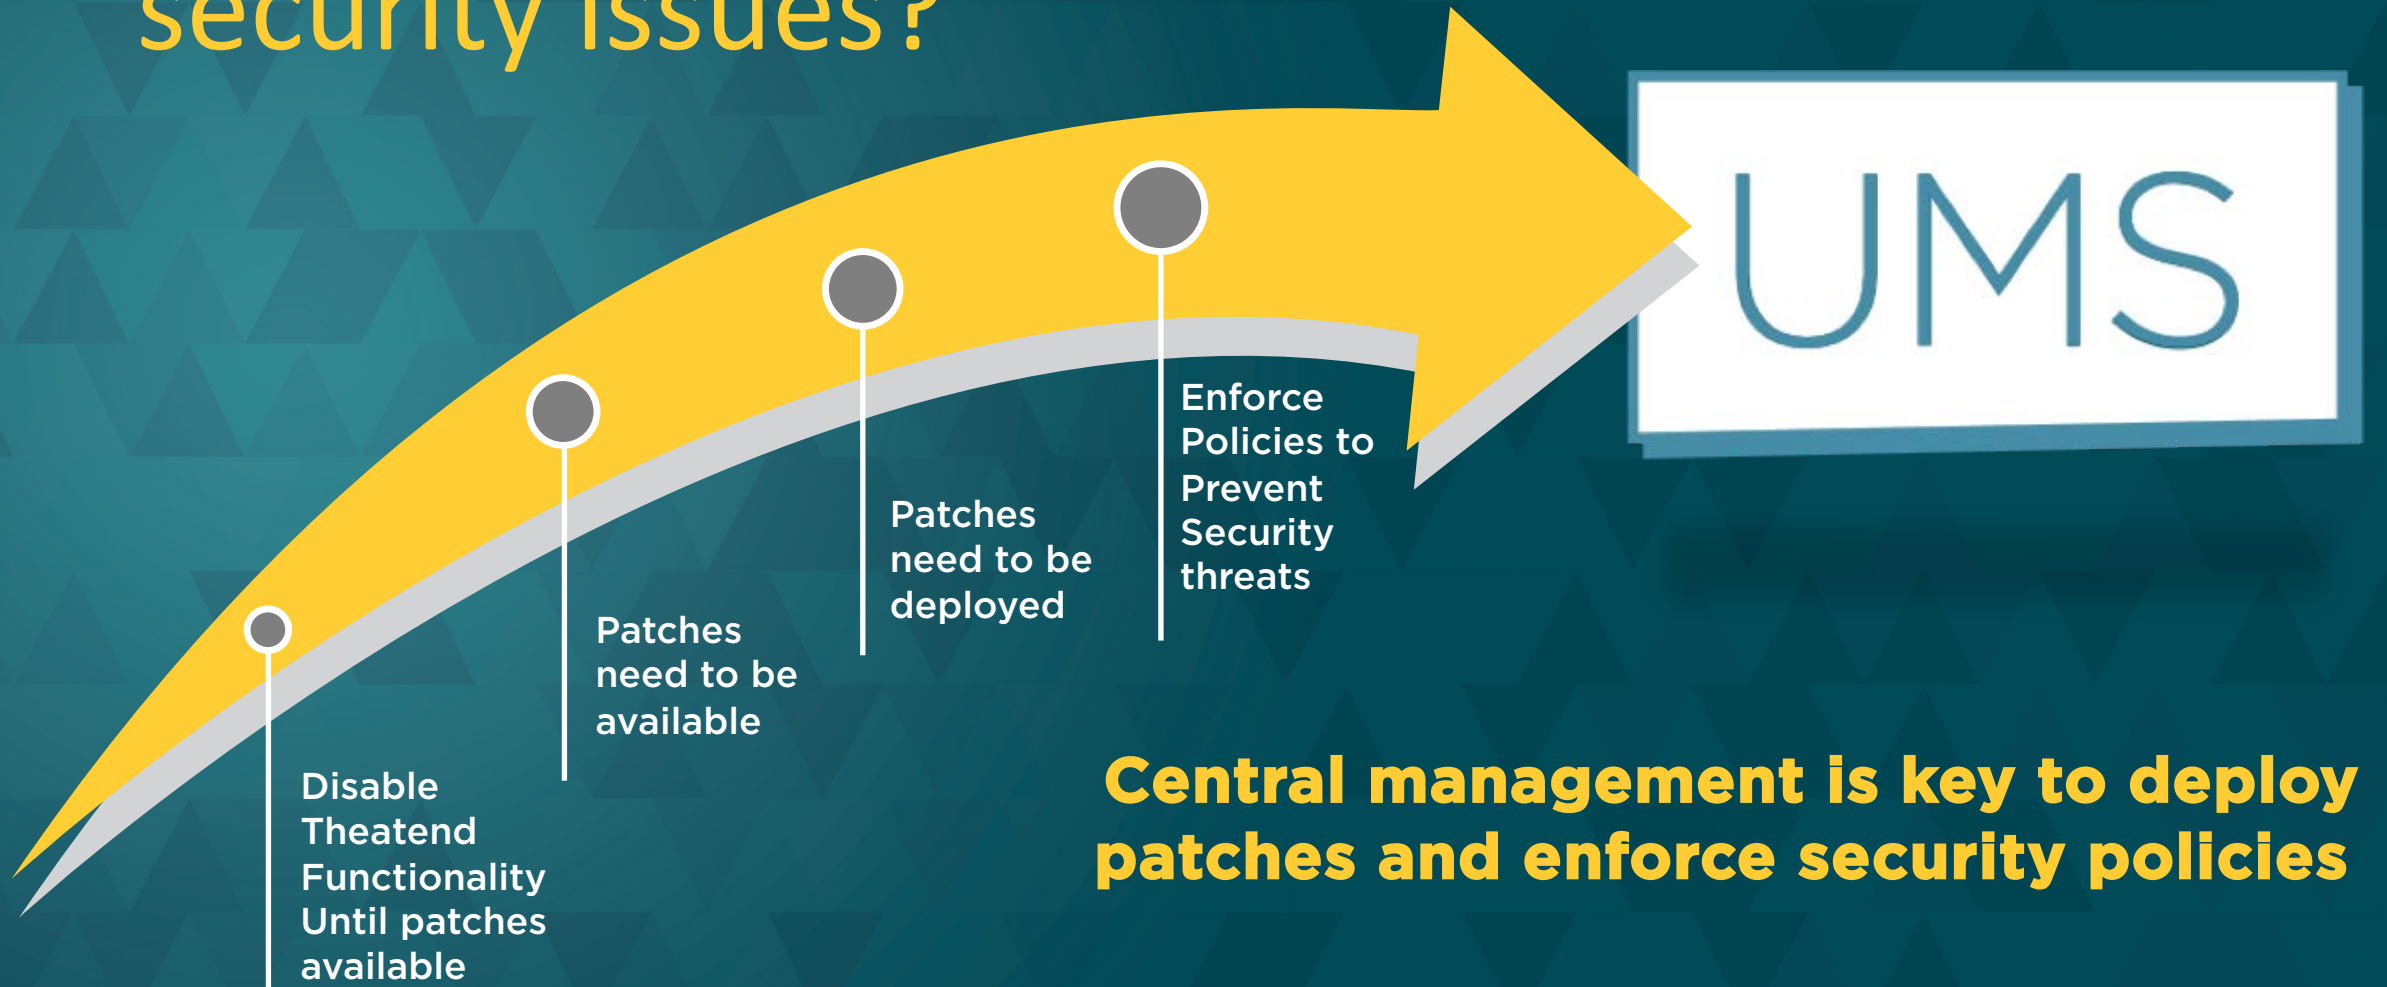 security issues?
UMS
Enforce
Policies to
Prevent
Security
threats
Patches
need to be
deployed
Patches
need to be
available
Disable
Theatend
Functionality
Until patches
available
Central management is key to deploy
patches and enforce security policies